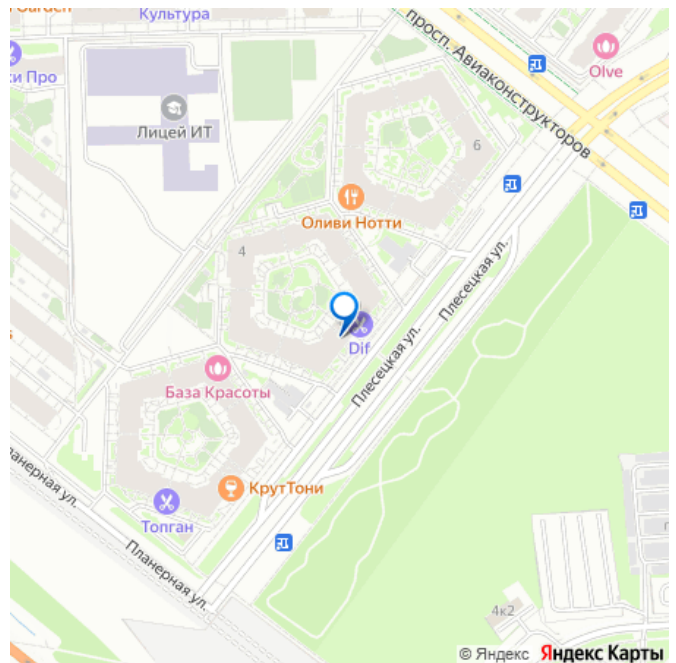 Garden
Культура
просп. Авиаконструкторов
Olve
ки Про
Лицей ИТ
6
Оливи Нотти
4
Плесецкая ул.
Dif
Плесецкая ул.
База Красоты
КрутТони
Топган
Планерная ул.
Планерная ул.
4к2
© Яндекс Яндекс Карты